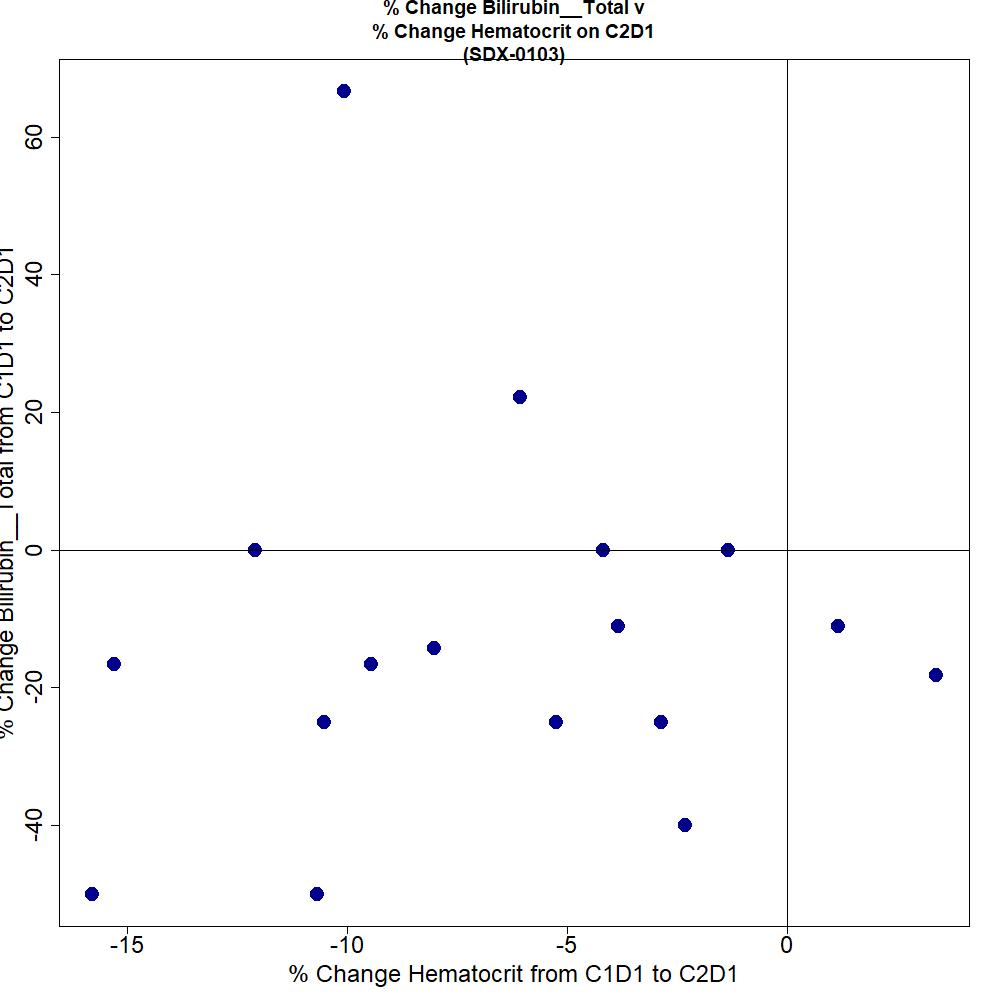 % Change Bilirubin__Total v
% Change Hematocrit on C2D1
(SDX-0103)
% Change Bilirubin__Total from C1D1 to C2D1
60
40
20
0
-20
-40
-15
-10
-5
0
% Change Hematocrit from C1D1 to C2D1